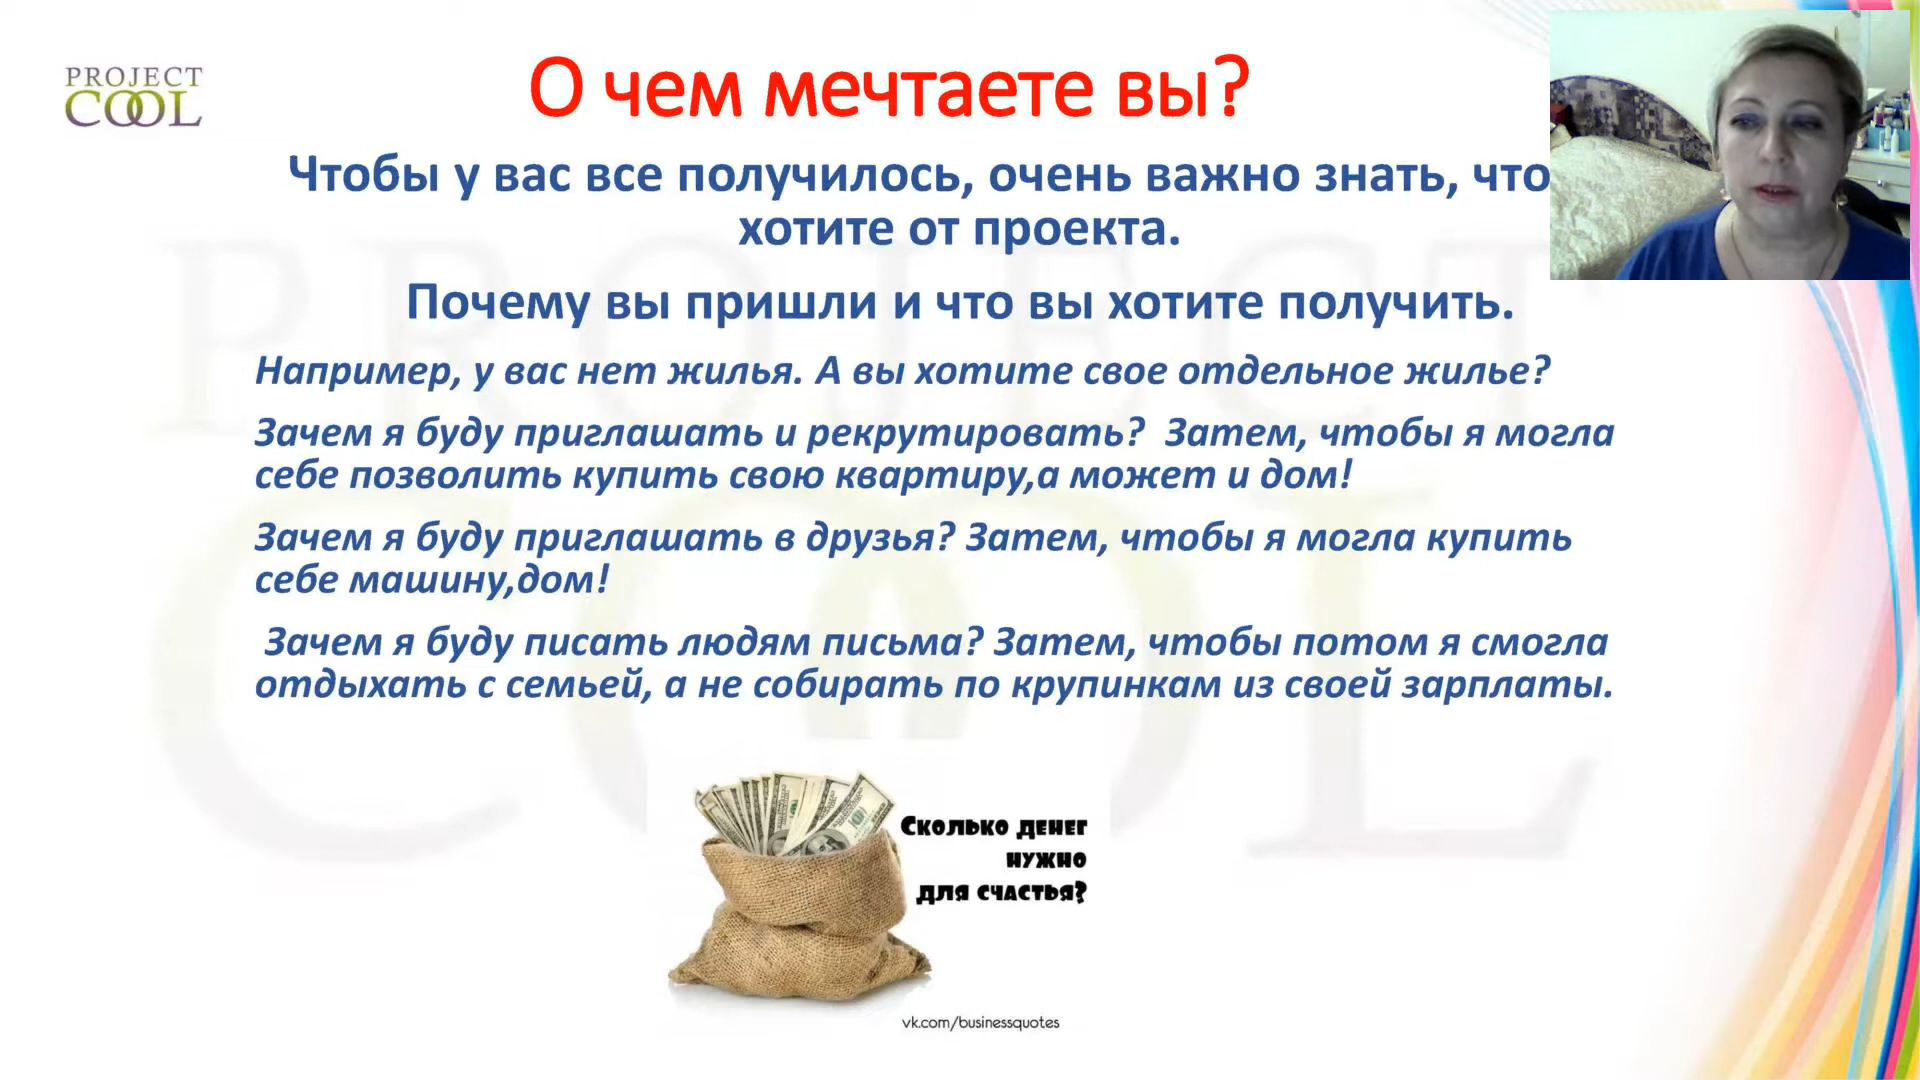 PROJECT
COOL
О чем мечтаете вы?
Чтобы у вас все получилось, очень важно знать, что
хотите от проекта.
Почему вы пришли и что вы хотите получить.
Например, у вас нет жилья. А вы хотите свое отдельное жилье?
Зачем я буду приглашать и рекрутировать? Затем, чтобы я могла
себе позволить купить свою квартиру,а может и дом!
Зачем я буду приглашать в друзья? Затем, чтобы я могла купить
себе машину,дом!
Зачем я буду писать людям письма? Затем, чтобы потом я смогла
отдыхать с семьей, а не собирать по крупинкам из своей зарплаты.
Сколько денег
нужно
для счастья?
vk.com/businessquotes
PROJECT
COOL